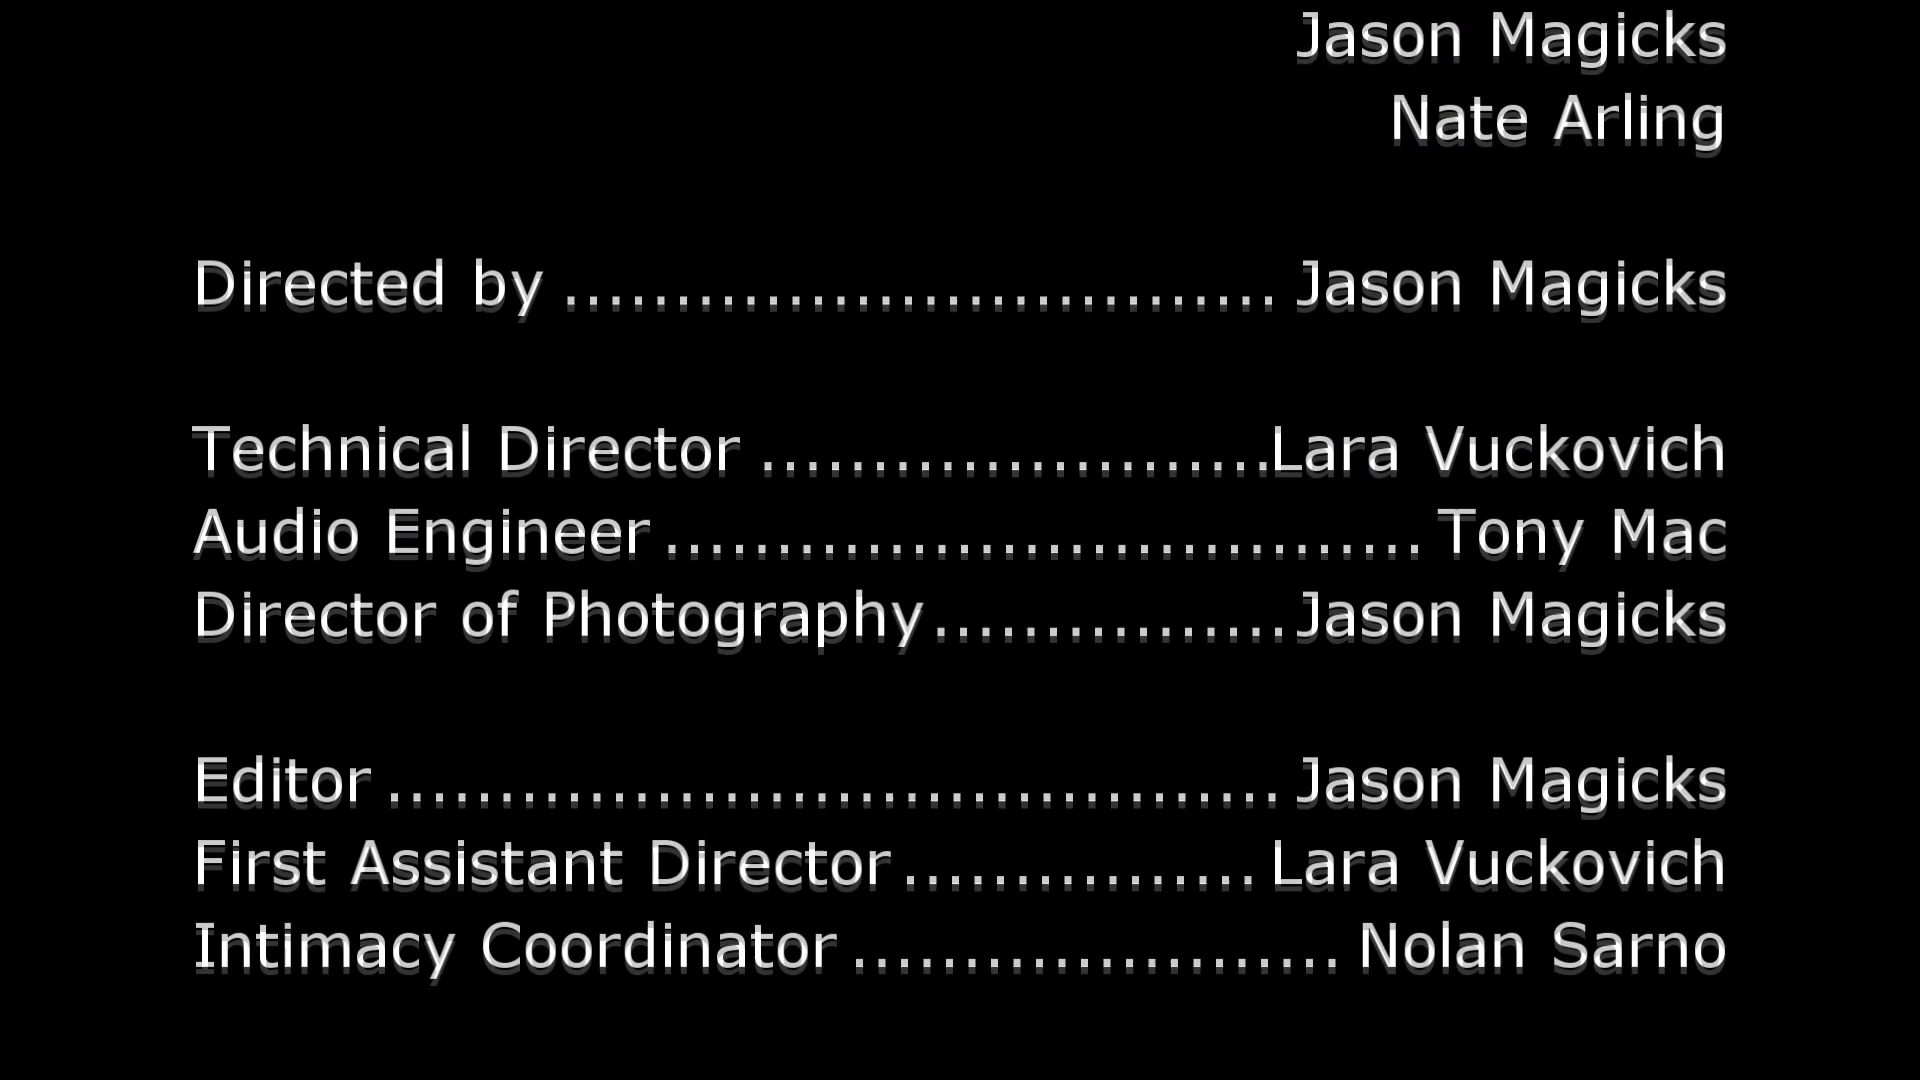 Jason Magicks
Nate Arling
Directed by ................................ Jason Magicks
Technical Director .......................Lara Vuckovich
Audio Engineer .................................. Tony Mac
Director of Photography ................Jason Magicks
Editor ........................................ Jason Magicks
First Assistant Director ................ Lara Vuckovich
Intimacy Coordinator ...................... Nolan Sarno